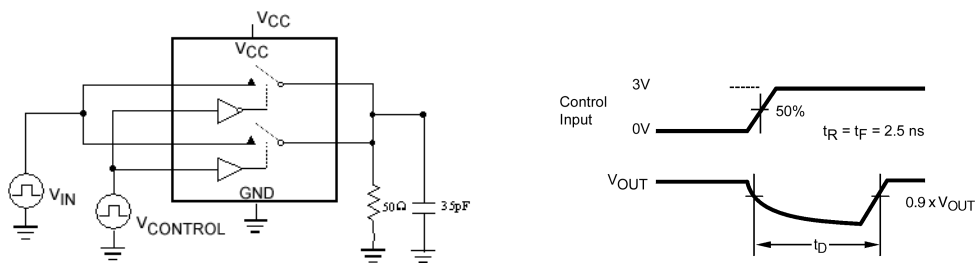 VCC
VCC
GND
VIN
VCONTROL
50Ω
35pF
Control
Input
3V
0V
50%
tR = tF = 2.5 ns
VOUT
0.9 x VOUT
tD